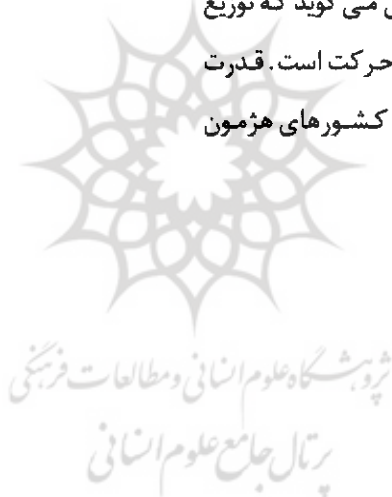 می گوید که توزیع
حرکت است. قدرت
کشورهای هژمون
پژوهشگاه علوم انسانی و مطالعات فرهنگی
پرتال جامع علوم انسانی